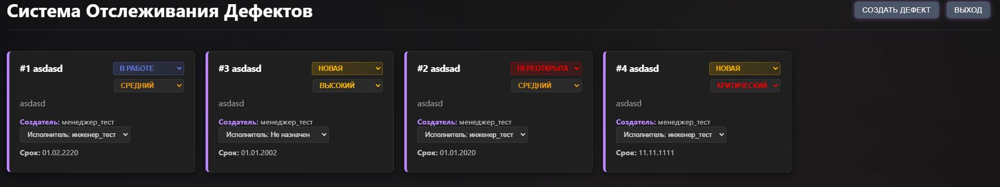 Система Отслеживания Дефектов
СОЗДАТЬ ДЕФЕКТ
ВЫХОД
#1 asdasd
В РАБОТЕ
СРЕДНИЙ
asdasd
Создатель: менеджер_тест
Исполнитель: инженер_тест
Срок: 01.02.2220
#3 asdasd
НОВАЯ
ВЫСОКИЙ
asdasd
Создатель: менеджер_тест
Исполнитель: Не назначен
Срок: 01.01.2002
#2 asdsad
ПЕРЕОТКРЫТА
СРЕДНИЙ
asdasd
Создатель: менеджер_тест
Исполнитель: инженер_тест
Срок: 01.01.2020
#4 asdasd
НОВАЯ
КРИТИЧЕСКИЙ
asdasd
Создатель: менеджер_тест
Исполнитель: инженер_тест
Срок: 11.11.1111